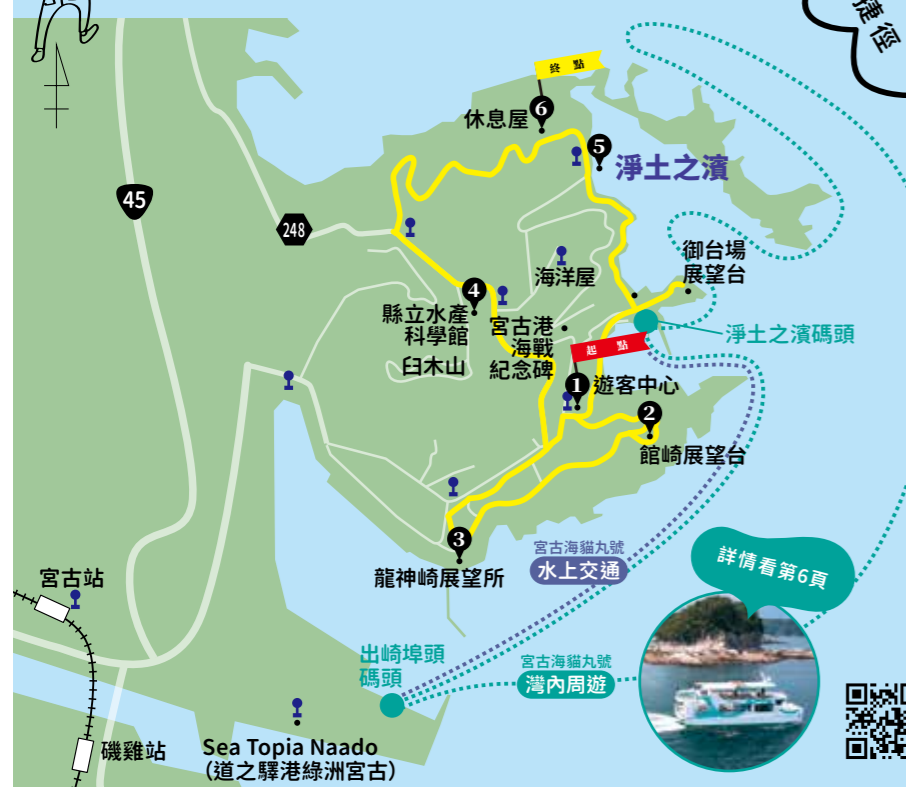 捷徑
終點
6
休息屋
5
淨土之濱
45
248
御台場
展望台
海洋屋
4
縣立水產
科學館
宮古港
海戰
紀念碑
淨土之濱碼頭
臼木山
起點
1
遊客中心
2
館崎展望台
3
龍神崎展望所
宮古海貓丸號
水上交通
詳情看第6頁
宮古站
出崎埠頭
碼頭
宮古海貓丸號
灣內周遊
磯雞站
Sea Topia Naado
（道之驛港綠洲宮古）